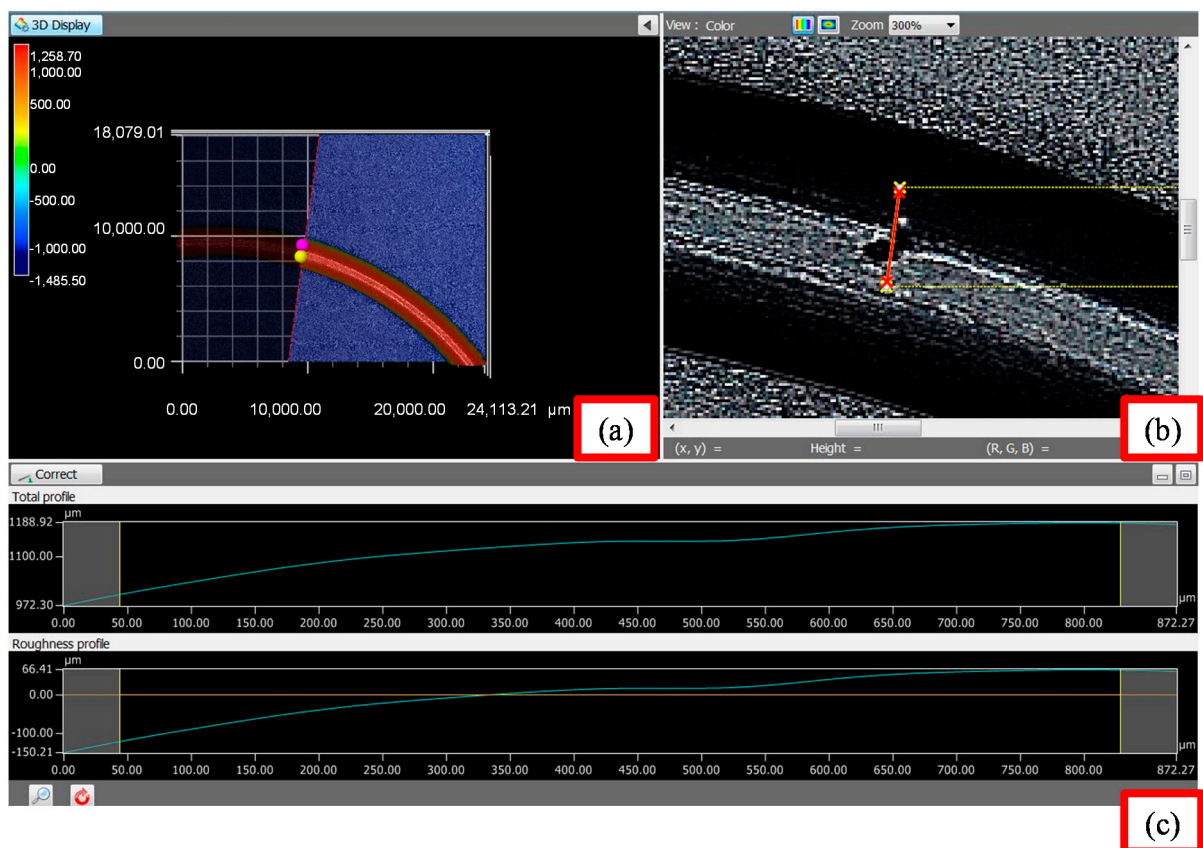 3D Display
1,258.70
1,000.00
500.00
0.00
-500.00
-1,000.00
-1,485.50
18,079.01
10,000.00
0.00
0.00 10,000.00 20,000.00 24,113.21 μm
(a)
View : Color Zoom 300%
(x, y) = Height = (R, G, B) =
(b)
Correct
Total profile
μm
1188.92
1100.00
972.30
μm
0.00 50.00 100.00 150.00 200.00 250.00 300.00 350.00 400.00 450.00 500.00 550.00 600.00 650.00 700.00 750.00 800.00 872.27
Roughness profile
μm
66.41
0.00
-100.00
-150.21
μm
0.00 50.00 100.00 150.00 200.00 250.00 300.00 350.00 400.00 450.00 500.00 550.00 600.00 650.00 700.00 750.00 800.00 872.27
(c)